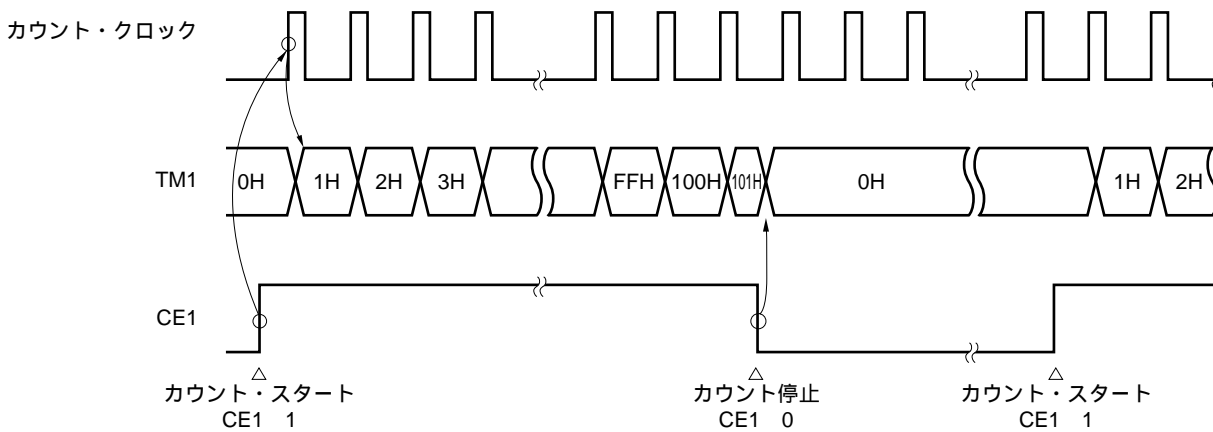 カウント・クロック
TM1
0H 1H 2H 3H FFH 100H 101H 0H 1H 2H
CE1
カウント・スタート
CE1 1
カウント停止
CE1 0
カウント・スタート
CE1 1